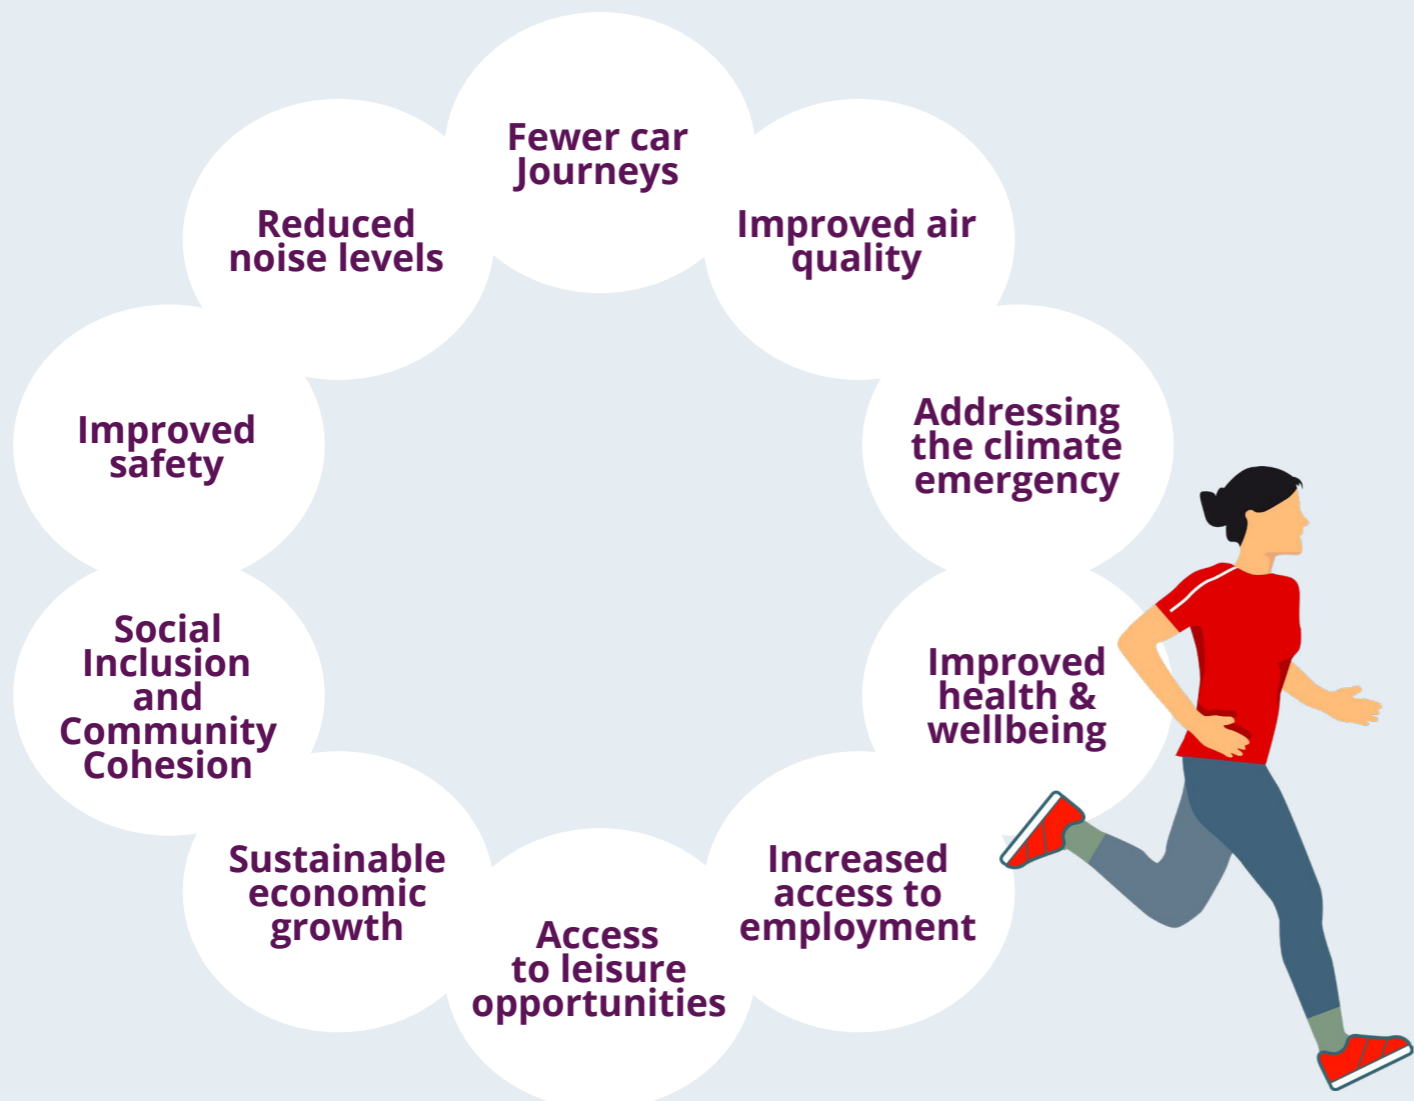 Fewer car
Journeys
Improved air
quality
Addressing
the climate
emergency
Improved
health &
wellbeing
Increased
access to
employment
Access
to leisure
opportunities
Sustainable
economic
growth
Social
Inclusion
and
Community
Cohesion
Improved
safety
Reduced
noise levels